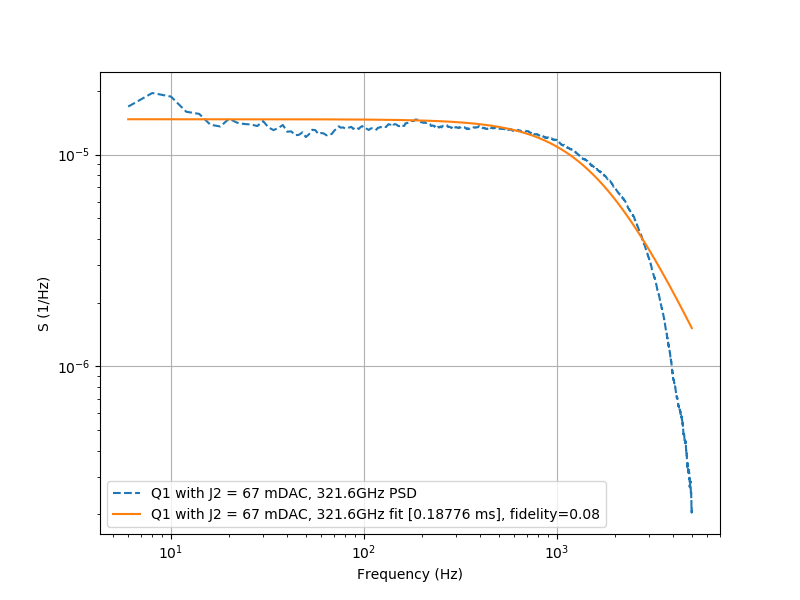 S (1/Hz)
10⁻⁵
10⁻⁶
Q1 with J2 = 67 mDAC, 321.6GHz PSD
Q1 with J2 = 67 mDAC, 321.6GHz fit [0.18776 ms], fidelity=0.08
10¹ 10² 10³
Frequency (Hz)